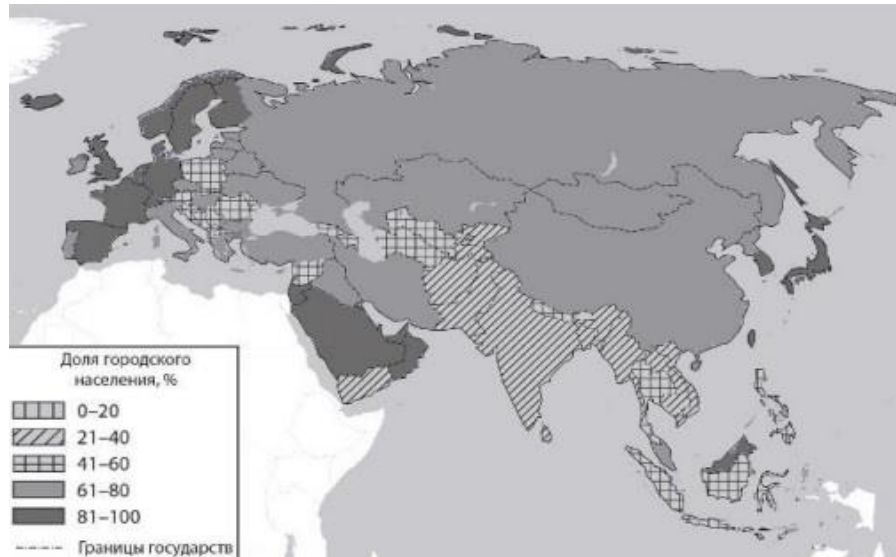 Доля городского
населения, %
0–20
21–40
41–60
61–80
81–100
Границы государств